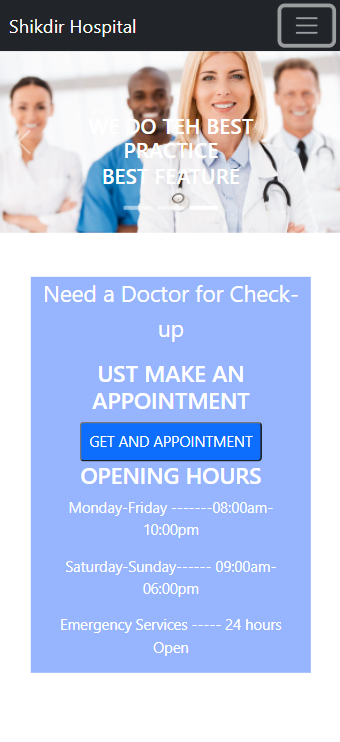 Shikdir Hospital
WE DO TEH BEST
PRACTICE
BEST FEATURE
Need a Doctor for Check-
up
UST MAKE AN
APPOINTMENT
GET AND APPOINTMENT
OPENING HOURS
Monday-Friday -------08:00am-
10:00pm
Saturday-Sunday------ 09:00am-
06:00pm
Emergency Services ----- 24 hours
Open